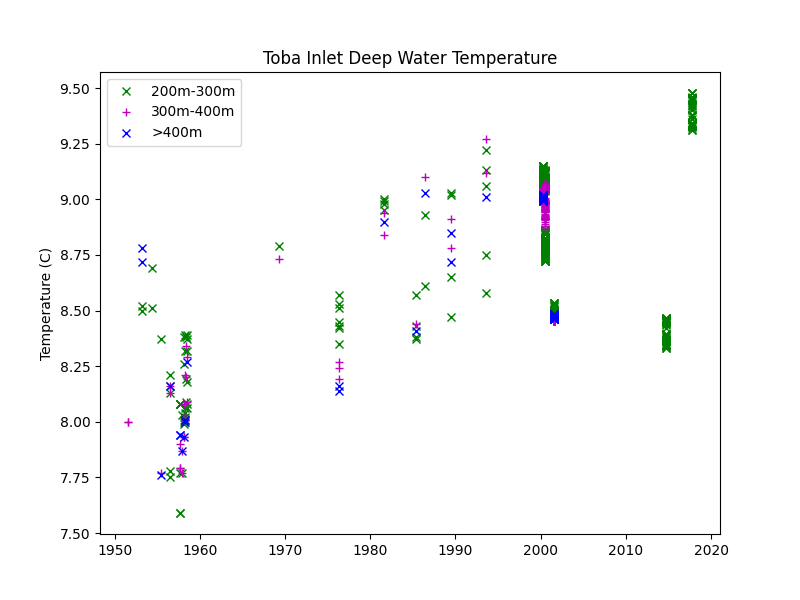 Toba Inlet Deep Water Temperature
200m-300m
300m-400m
>400m
Temperature (C)
9.50
9.25
9.00
8.75
8.50
8.25
8.00
7.75
7.50
1950 1960 1970 1980 1990 2000 2010 2020